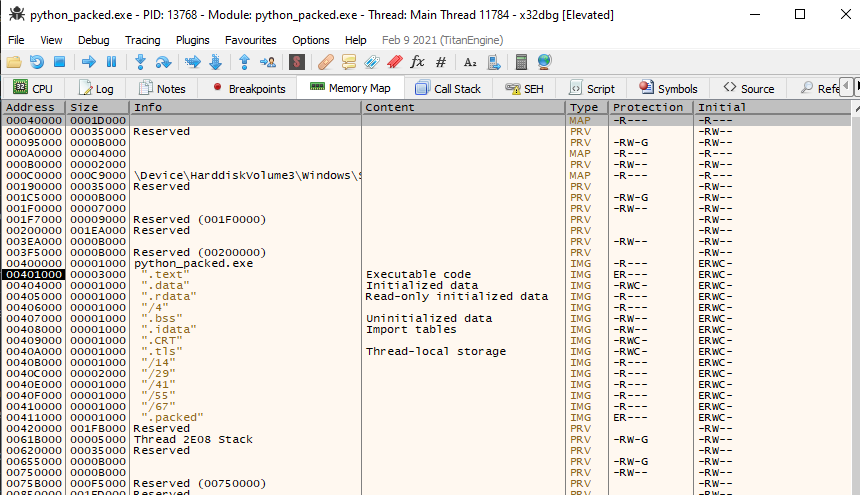 python_packed.exe - PID: 13768 - Module: python_packed.exe - Thread: Main Thread 11784 - x32dbg [Elevated]
File View Debug Tracing Plugins Favourites Options Help Feb 9 2021 (TitanEngine)
CPU Log Notes Breakpoints Memory Map Call Stack SEH Script Symbols Source Refe
Address Size Info Content Type Protection Initial
00040000 0001D000 MAP -R--- -R---
00060000 00035000 Reserved PRV -RW--
00095000 0000B000 PRV -RW-G -RW--
000A0000 00004000 MAP -R--- -R---
000B0000 00002000 PRV -RW-- -RW--
000C0000 000C9000 \Device\HarddiskVolume3\Windows\S MAP -R--- -R---
00190000 00035000 Reserved PRV -RW--
001C5000 0000B000 PRV -RW-G -RW--
001F0000 00007000 PRV -RW-- -RW--
001F7000 00009000 Reserved (001F0000) PRV -RW--
00200000 001EA000 Reserved PRV -RW--
003EA000 0000B000 PRV -RW-- -RW--
003F5000 0000B000 Reserved (00200000) PRV -RW--
00400000 00001000 python_packed.exe IMG -R--- ERWC-
00401000 00003000 ".text" Executable code IMG ER--- ERWC-
00404000 00001000 ".data" Initialized data IMG -RWC- ERWC-
00405000 00001000 ".rdata" Read-only initialized data IMG -R--- ERWC-
00406000 00001000 "/4" IMG -R--- ERWC-
00407000 00001000 ".bss" Uninitialized data IMG -RW-- ERWC-
00408000 00001000 ".idata" Import tables IMG -RW-- ERWC-
00409000 00001000 ".CRT" IMG -RWC- ERWC-
0040A000 00001000 ".tls" Thread-local storage IMG -RWC- ERWC-
0040B000 00001000 "/14" IMG -R--- ERWC-
0040C000 00002000 "/29" IMG -R--- ERWC-
0040E000 00001000 "/41" IMG -R--- ERWC-
0040F000 00001000 "/55" IMG -R--- ERWC-
00410000 00001000 "/67" IMG -R--- ERWC-
00411000 00001000 ".packed" IMG ER--- ERWC-
00420000 001FB000 Reserved PRV -RW--
0061B000 00005000 Thread 2E08 Stack PRV -RW-G -RW--
00620000 00035000 Reserved PRV -RW--
00655000 0000B000 PRV -RW-G -RW--
00750000 0000B000 PRV -RW-- -RW--
0075B000 000F5000 Reserved (00750000) PRV -RW--